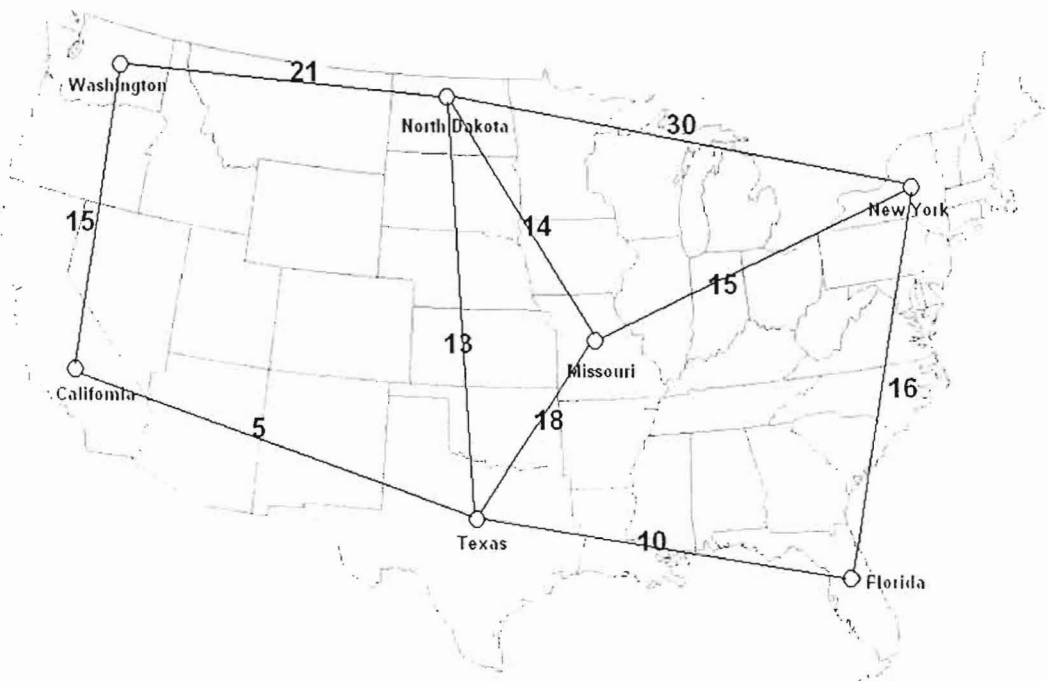 21
Washington
North Dakota
30
New York
15
14
15
13
Missouri
California
16
18
5
Texas
10
Florida